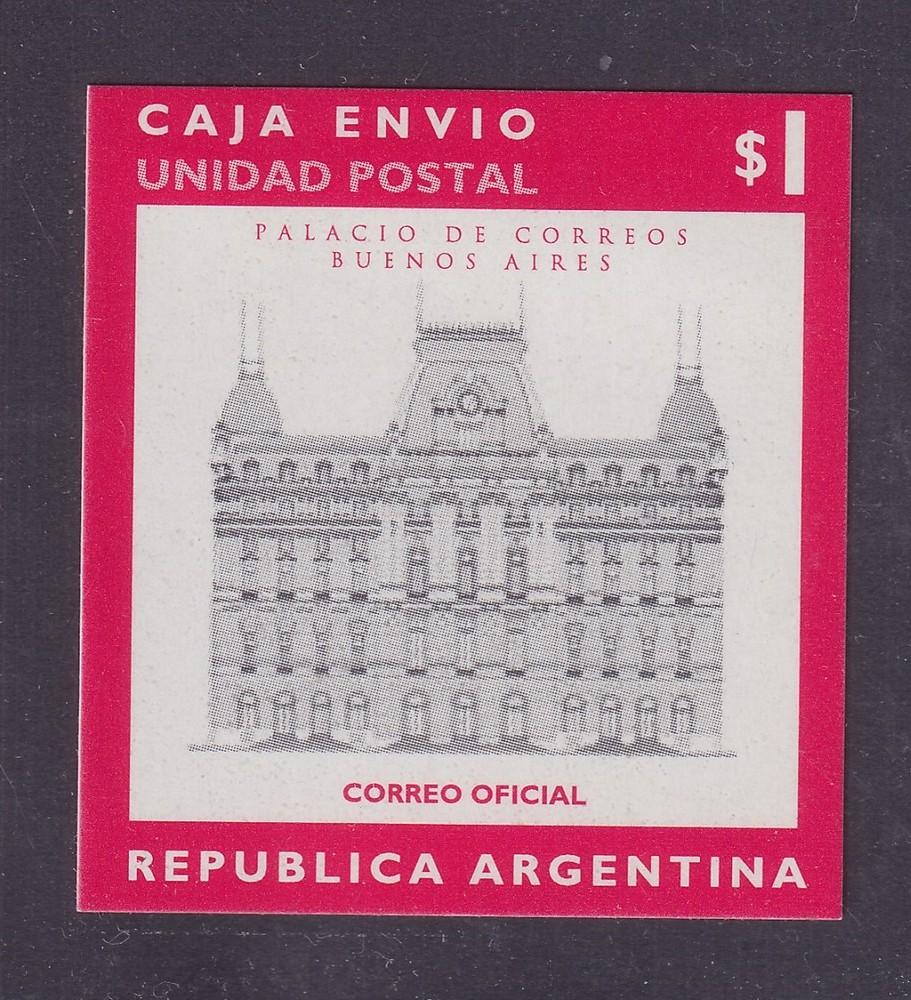 CAJA ENVIO
UNIDAD POSTAL
$1
PALACIO DE CORREOS
BUENOS AIRES
CORREO OFICIAL
REPUBLICA ARGENTINA